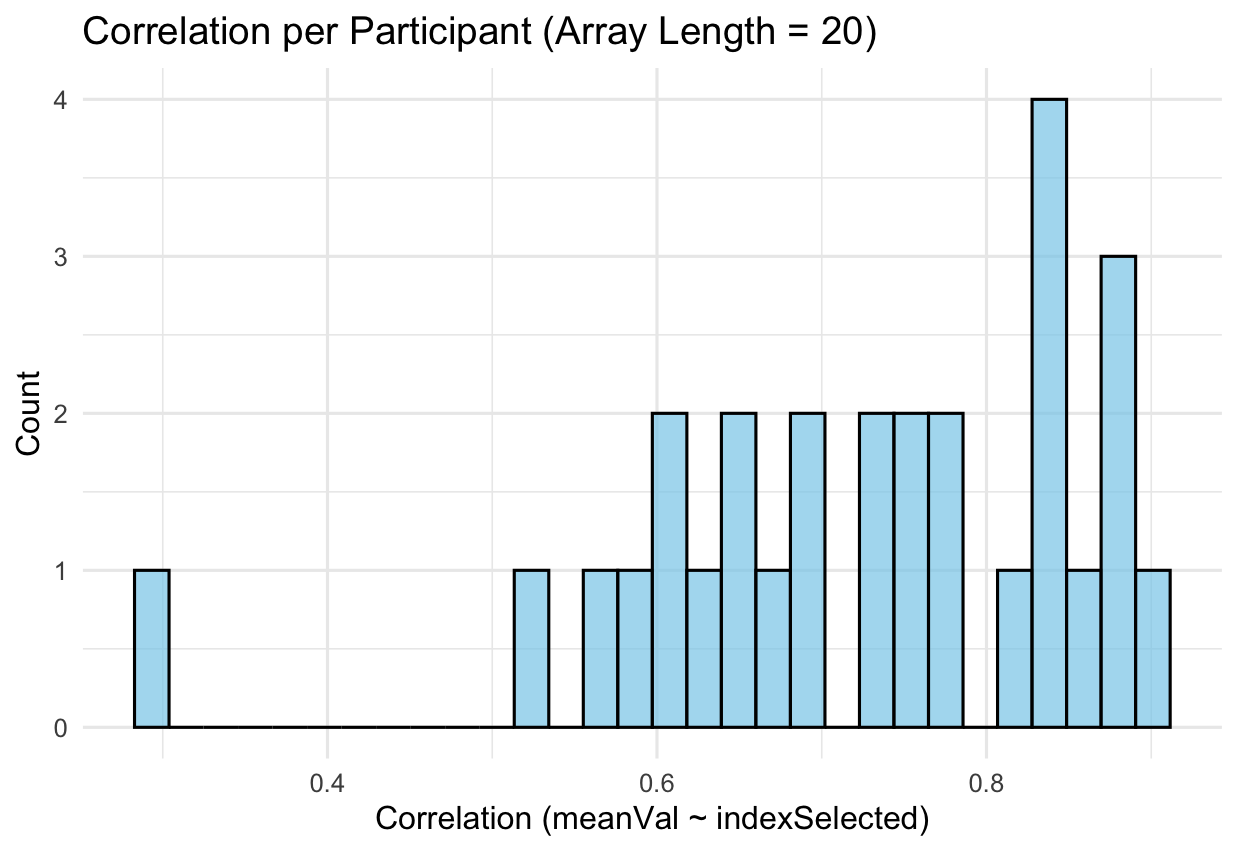 Correlation per Participant (Array Length = 20)
4
3
2
1
0
Count
0.4 0.6 0.8
Correlation (meanVal ~ indexSelected)